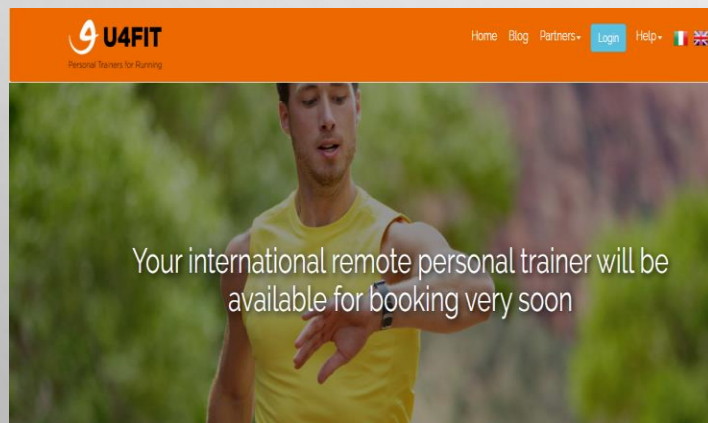 U4FIT
Personal Trainers for Running
Home Blog Partners Login Help
Your international remote personal trainer will be
available for booking very soon